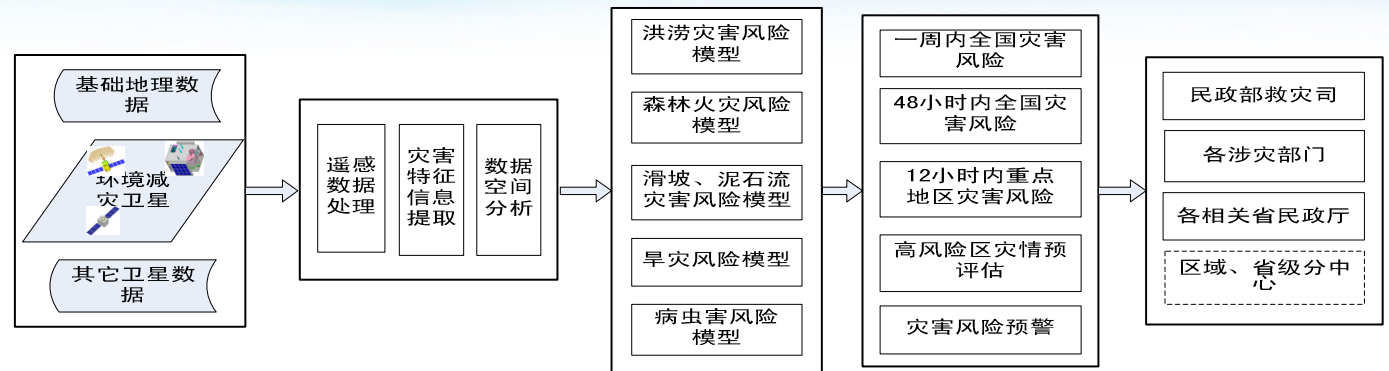 基础地理数
据
环境减
灾卫星
其它卫星数
据
遥感
数据
处理
灾害
特征
信息
提取
数据
空间
分析
洪涝灾害风险
模型
森林火灾风险
模型
滑坡、泥石流
灾害风险模型
旱灾风险模型
病虫害风险
模型
一周内全国灾害
风险
48小时内全国灾
害风险
12小时内重点
地区灾害风险
高风险区灾情预
评估
灾害风险预警
民政部救灾司
各涉灾部门
各相关省民政厅
区域、省级分中
心